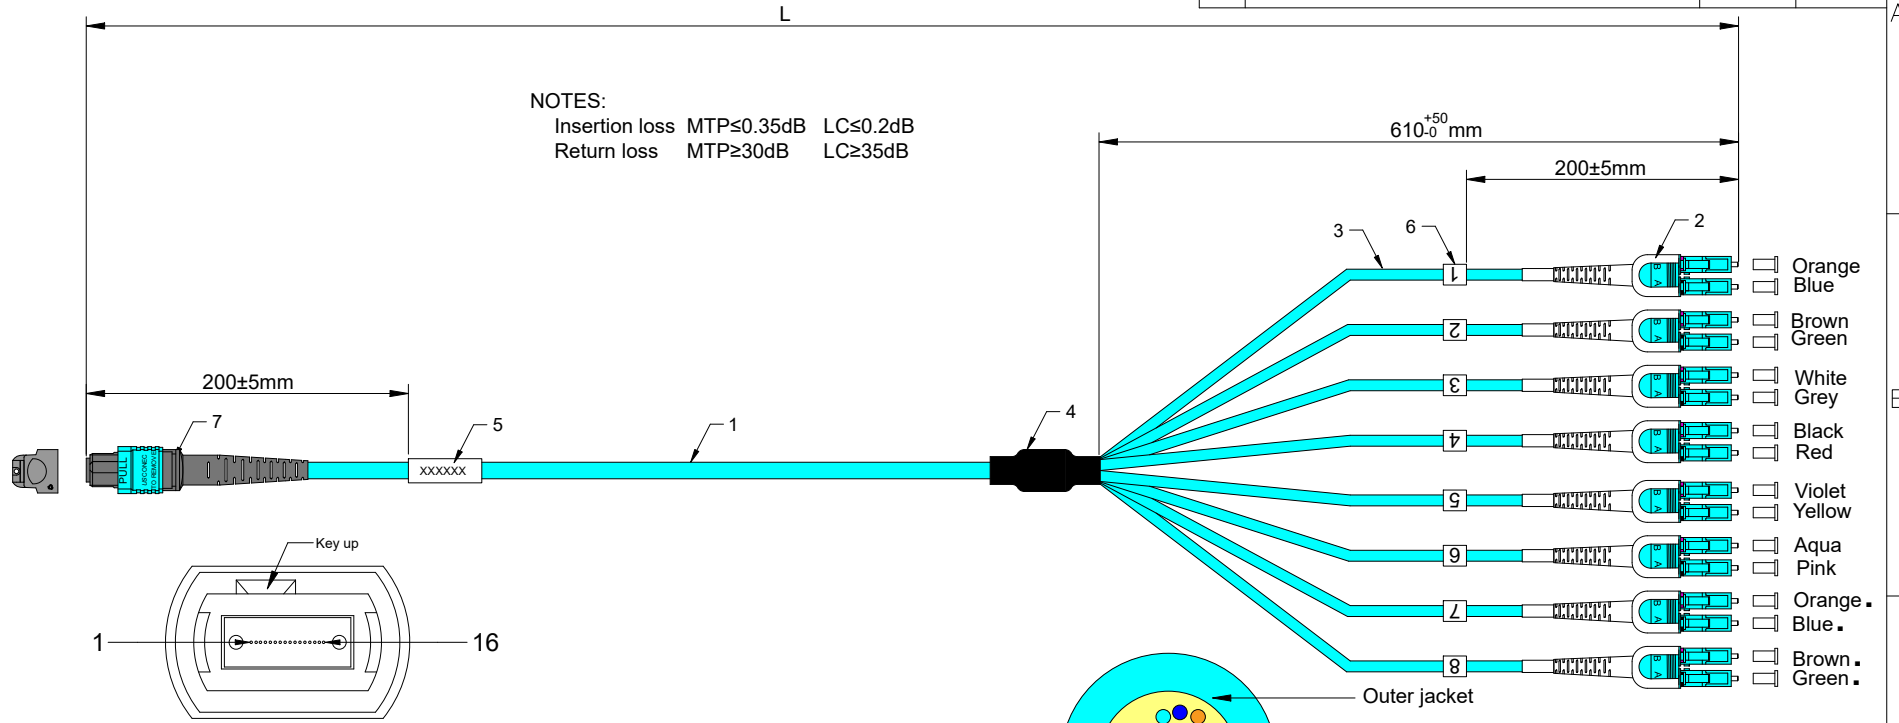 L
A
NOTES:
Insertion loss MTP≤0.35dB LC≤0.2dB
Return loss MTP≥30dB LC≥35dB
610 +50 -0 mm
200±5mm
3
6
2
1
B A
Orange
Blue
2
B A
Brown
Green
3
B A
White
Grey
200±5mm
7
5
1
4
4
B A
Black
Red
PULL
XXXXXX
5
B A
Violet
Yellow
6
B A
Aqua
Pink
Key up
7
B A
Orange.
Blue.
1
16
8
B A
Brown.
Green.
Outer jacket